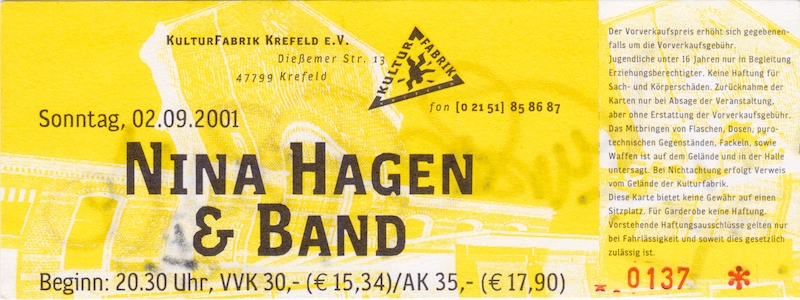 KulturFabrik Krefeld e.V.
Dießemer Str. 13
47799 Krefeld
KULTUR
FABRIK
KREFELD
fon [0 21 51] 85 86 87
Sonntag, 02.09.2001
Nina Hagen
& Band
Beginn: 20.30 Uhr, VVK 30,- (€ 15,34)/AK 35,- (€ 17,90)
Der Vorverkaufspreis erhöht sich gegebenen-
falls um die Vorverkaufsgebühr.
Jugendliche unter 16 Jahren nur in Begleitung
Erziehungsberechtigter. Keine Haftung für
Sach- und Körperschäden. Zurücknahme der
Karten nur bei Absage der Veranstaltung,
aber ohne Erstattung der Vorverkaufsgebühr.
Das Mitbringen von Flaschen, Dosen, pyro-
technischen Gegenständen, Fackeln, sowie
Waffen ist auf dem Gelände und in der Halle
untersagt. Bei Nichtachtung erfolgt Verweis
vom Gelände der Kulturfabrik.
Diese Karte bietet keine Gewähr auf einen
Sitzplatz. Für Garderobe keine Haftung.
Vorstehende Haftungsausschlüsse gelten nur
bei Fahrlässigkeit und soweit dies gesetzlich
zulässig ist.
0137 *